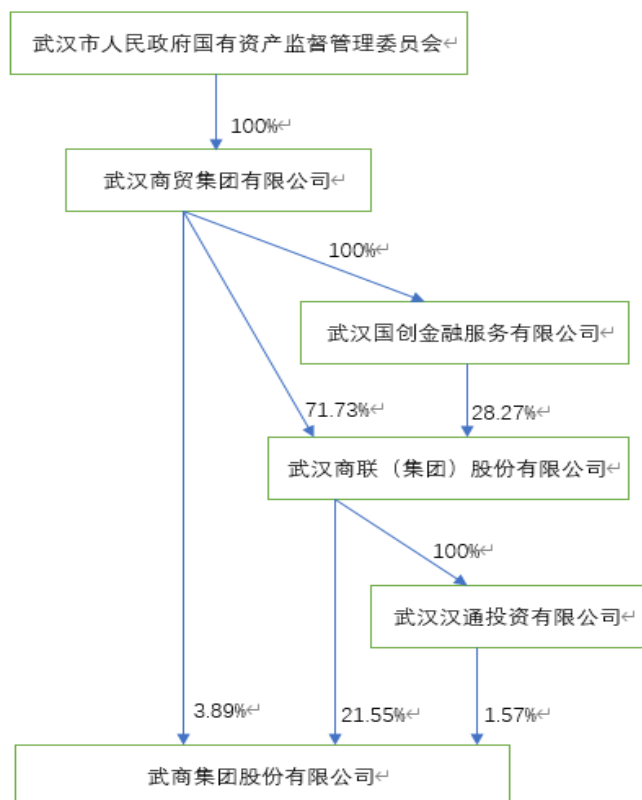 武汉市人民政府国有资产监督管理委员会↵
100%↵
武汉商贸集团有限公司↵
100%↵
武汉国创金融服务有限公司↵
71.73%↵
28.27%↵
武汉商联（集团）股份有限公司↵
100%↵
武汉汉通投资有限公司↵
3.89%↵
21.55%↵
1.57%↵
武商集团股份有限公司↵